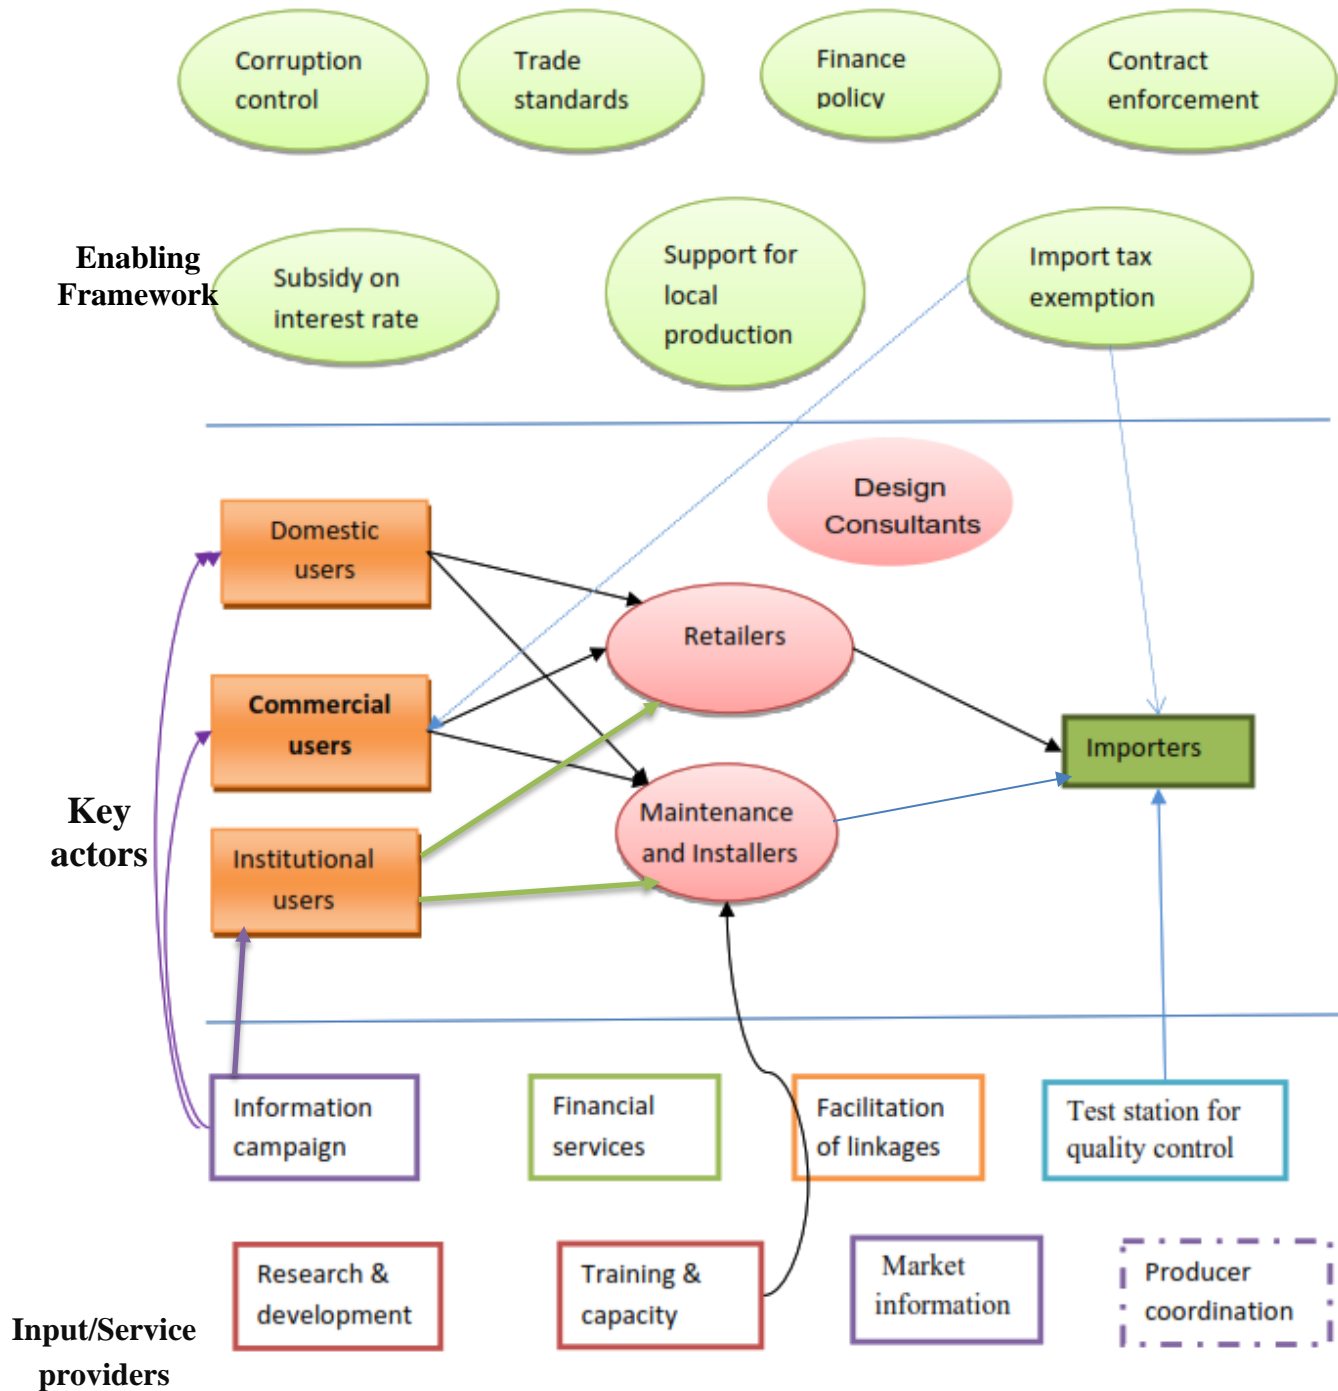 Corruption
control
Trade
standards
Finance
policy
Contract
enforcement
Enabling
Framework
Subsidy on
interest rate
Support for
local
production
Import tax
exemption
Design
Consultants
Domestic
users
Retailers
Commercial
users
Importers
Key
actors
Maintenance
and Installers
Institutional
users
Information
campaign
Financial
services
Facilitation
of linkages
Test station for
quality control
Research &
development
Training &
capacity
Market
information
Producer
coordination
Input/Service
providers